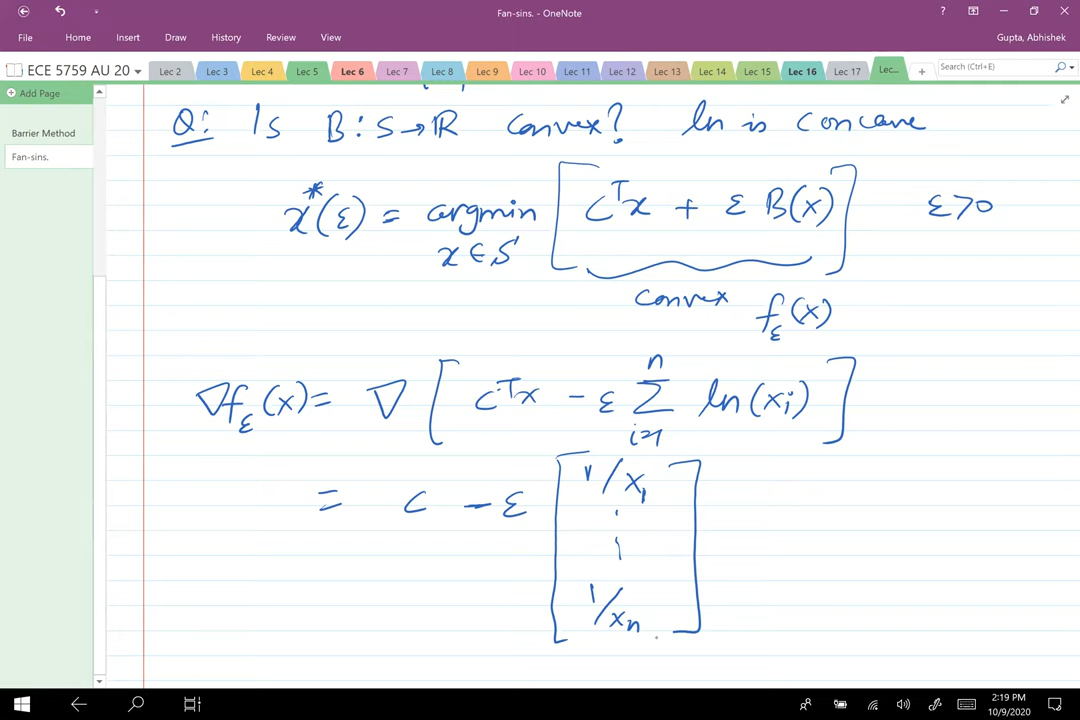 Fan-sins. - OneNote
?
Gupta, Abhishek
File Home Insert Draw History Review View
ECE 5759 AU 20
Lec 2 Lec 3 Lec 4 Lec 5 Lec 6 Lec 7 Lec 8 Lec 9 Lec 10 Lec 11 Lec 12 Lec 13 Lec 14 Lec 15 Lec 16 Lec 17 Lec...
Search (Ctrl+E)
Add Page
Barrier Method
Fan-sins.
Q: Is B: S→ℝ convex? ln is concave
x*(ε) = argmin [ cᵀx + ε B(x) ] ε>0
x ∈ S
convex f_ε(x)
∇f_ε(x) = ∇ [ cᵀx - ε ∑_{i=1}^{n} ln(xᵢ) ]
= c - ε [ 1/x₁
⋮
1/xₙ ]
2:19 PM
10/9/2020